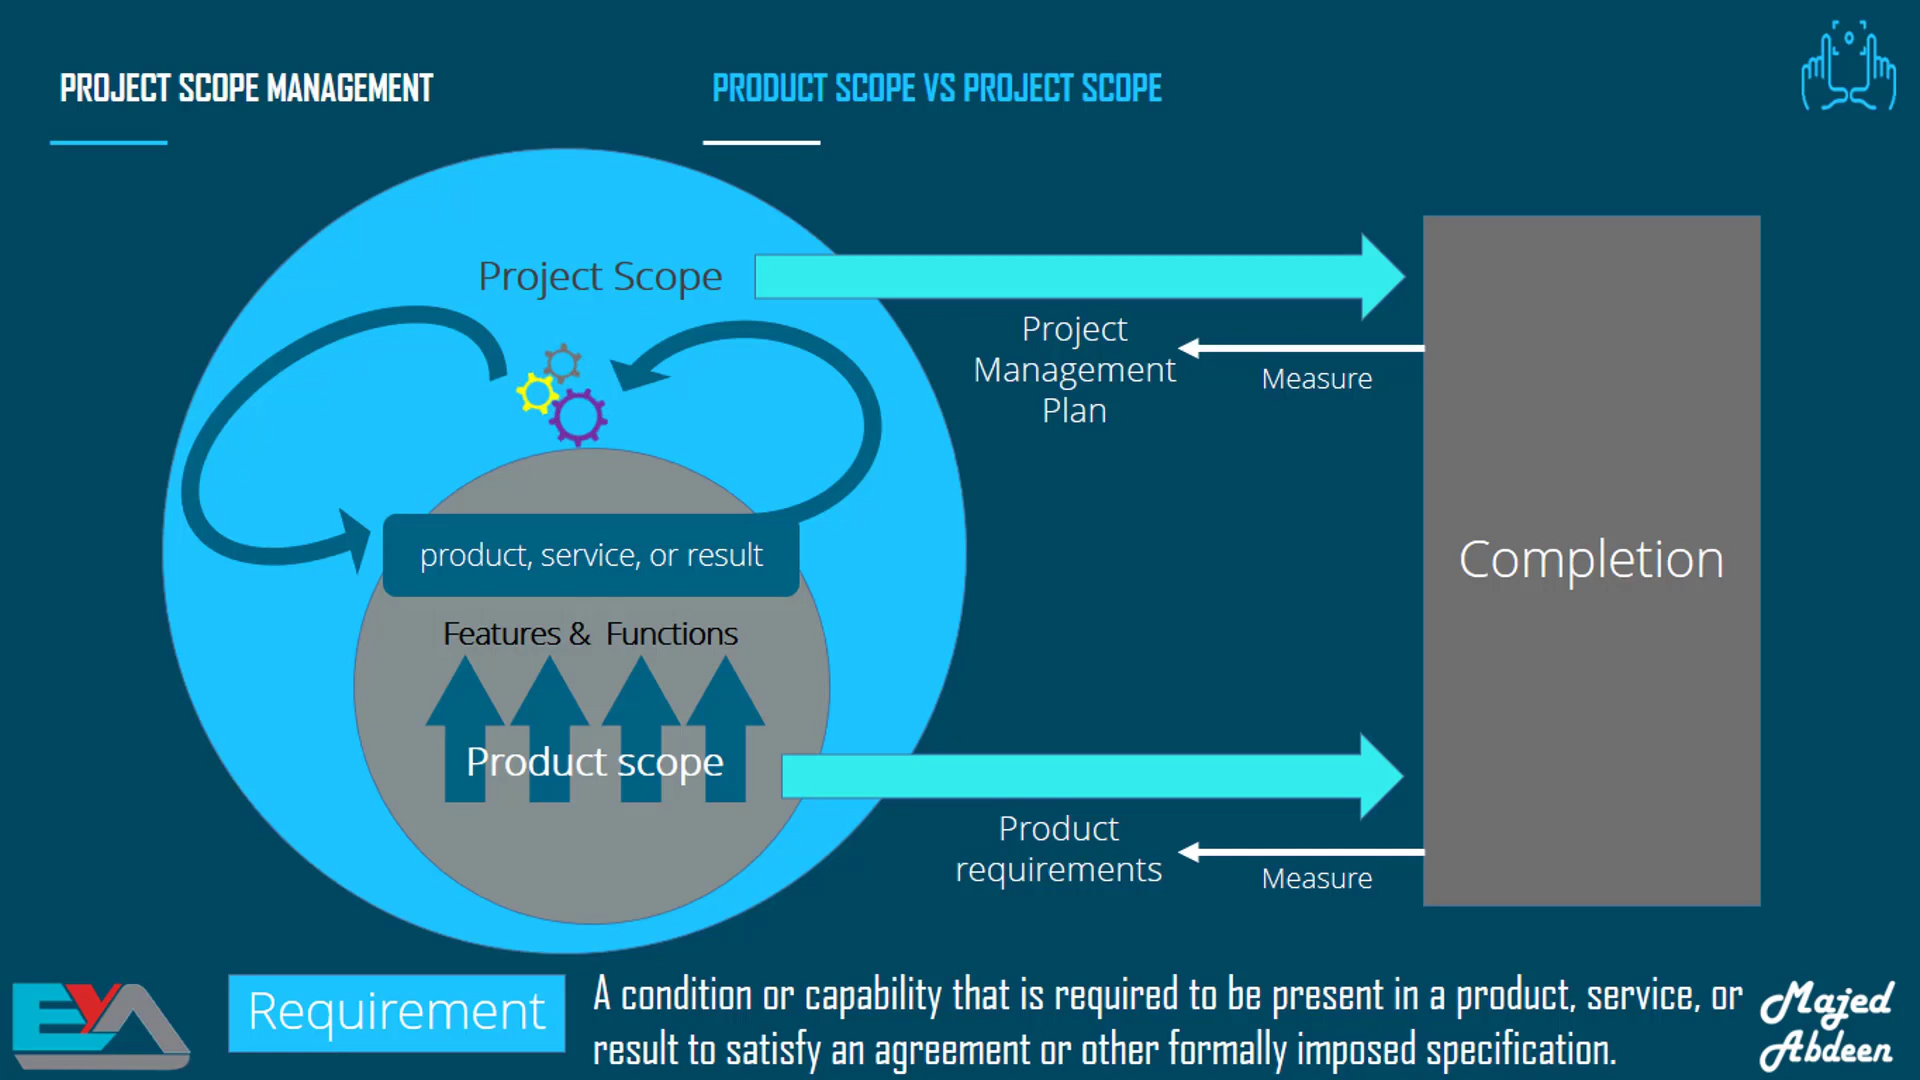 PROJECT SCOPE MANAGEMENT
PRODUCT SCOPE VS PROJECT SCOPE
Project Scope
Project
Management
Plan
Measure
Completion
product, service, or result
Features & Functions
Product scope
Product
requirements
Measure
Requirement
A condition or capability that is required to be present in a product, service, or
result to satisfy an agreement or other formally imposed specification.
EYA
Majed
Abdeen